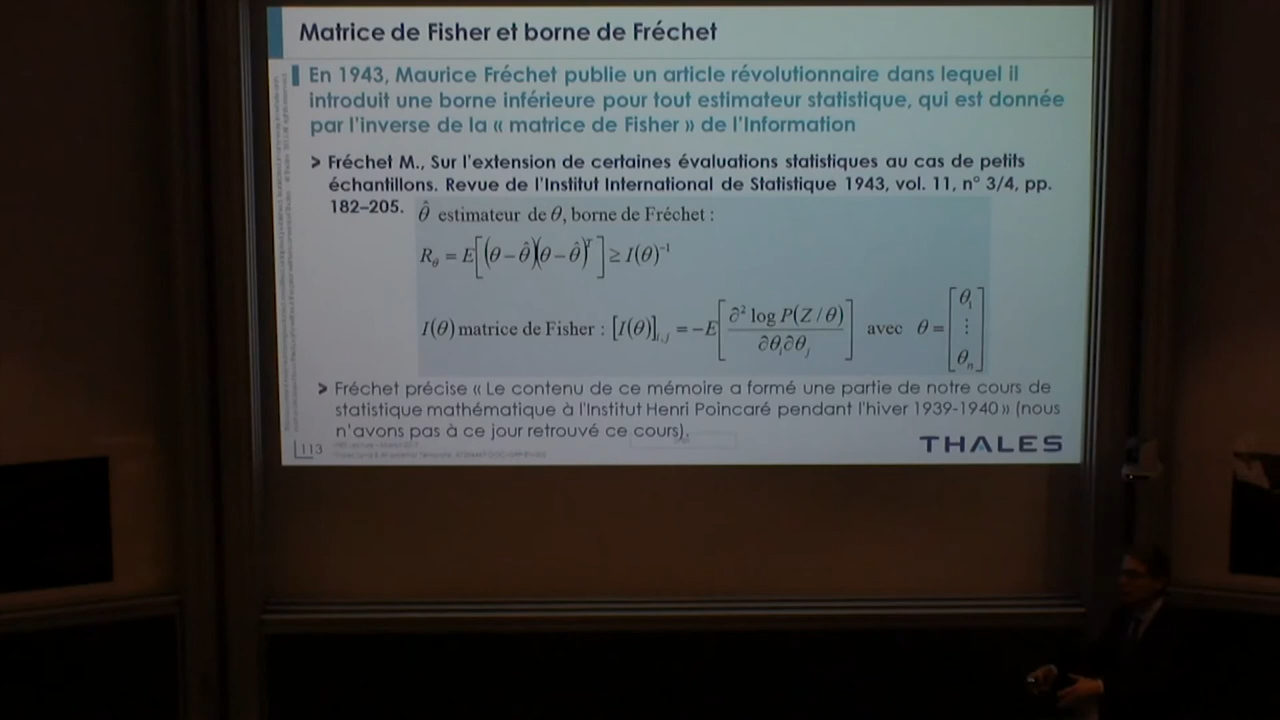 Matrice de Fisher et borne de Fréchet
En 1943, Maurice Fréchet publie un article révolutionnaire dans lequel il
introduit une borne inférieure pour tout estimateur statistique, qui est donnée
par l'inverse de la « matrice de Fisher » de l'Information
> Fréchet M., Sur l'extension de certaines évaluations statistiques au cas de petits
échantillons. Revue de l'Institut International de Statistique 1943, vol. 11, n° 3/4, pp.
182–205.
θ̂ estimateur de θ, borne de Fréchet :
R_θ = E[(θ − θ̂)(θ − θ̂)^T] ≥ I(θ)^−1
I(θ) matrice de Fisher : [I(θ)]_i,j = −E[∂² log P(Z / θ) / ∂θ_i∂θ_j] avec θ = [θ_1 ⋮ θ_n]
> Fréchet précise « Le contenu de ce mémoire a formé une partie de notre cours de
statistique mathématique à l'Institut Henri Poincaré pendant l'hiver 1939-1940 » (nous
n'avons pas à ce jour retrouvé ce cours).
113
THALES